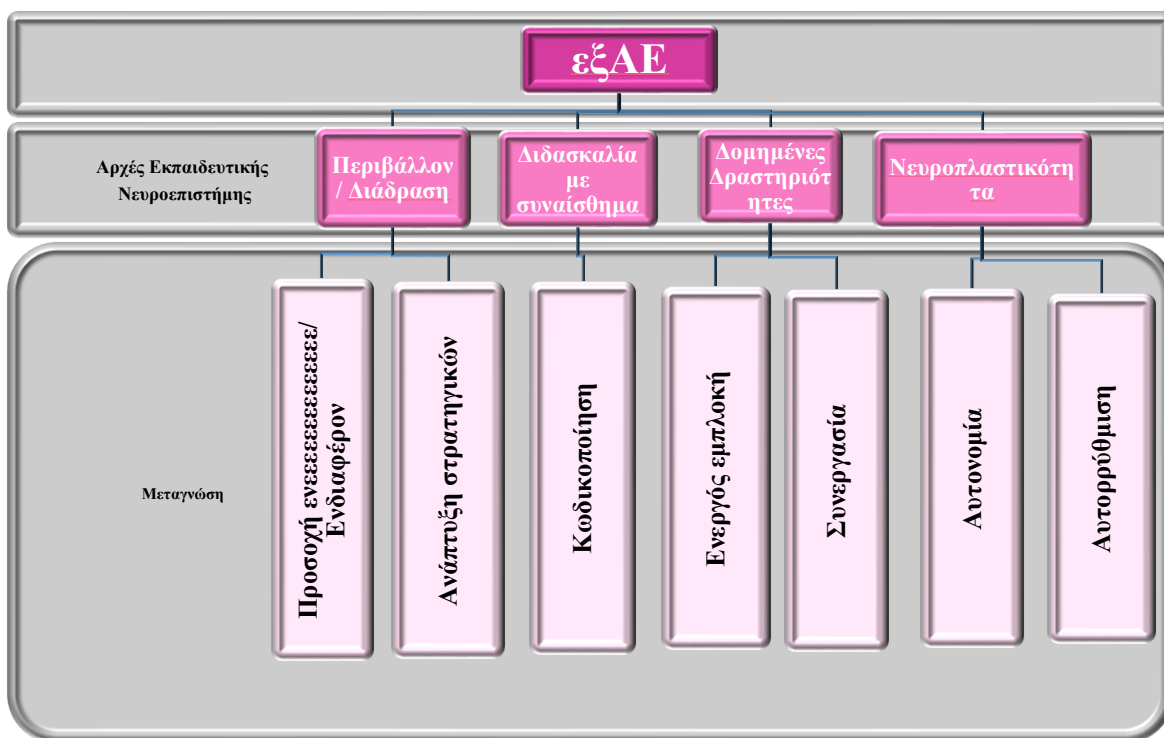 εξΑΕ
Αρχές Εκπαιδευτικής
Νευροεπιστήμης
Περιβάλλον
/ Διάδραση
Διδασκαλία
με
συναίσθημα
Δομημένες
Δραστηριότ
ητες
Νευροπλαστικότη
τα
Μεταγνώση
Προσοχή ενεεεεεεεεεεεεεε/
Ενδιαφέρον
Ανάπτυξη στρατηγικών
Κωδικοποίηση
Ενεργός εμπλοκή
Συνεργασία
Αυτονομία
Αυτορρύθμιση